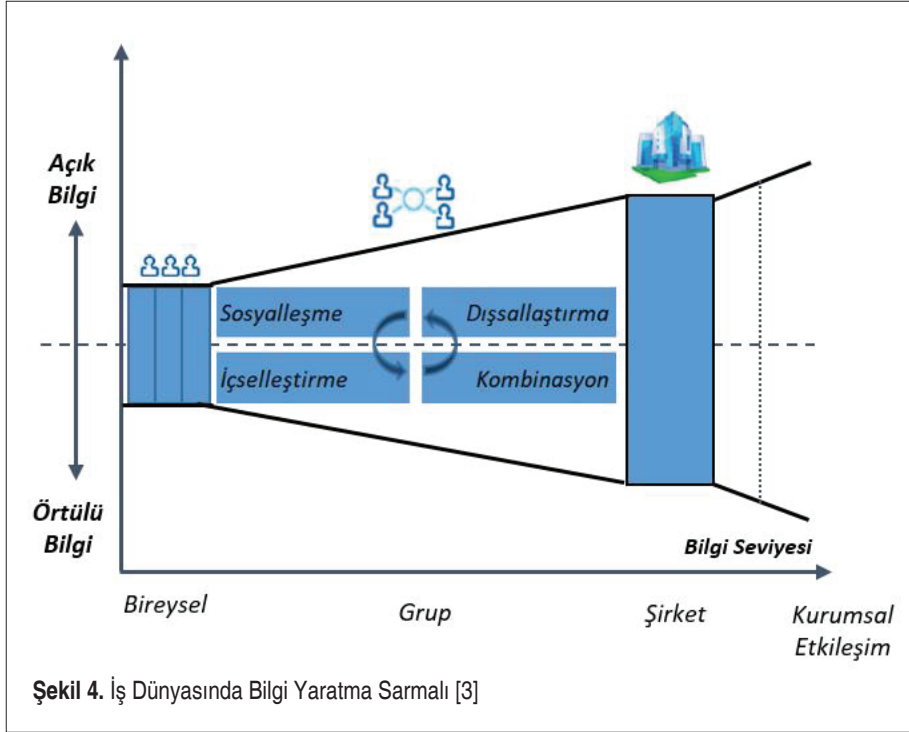 Açık
Bilgi
Sosyalleşme
Dışsallaştırma
İçselleştirme
Kombinasyon
Örtülü
Bilgi
Bilgi Seviyesi
Bireysel
Grup
Şirket
Kurumsal
Etkileşim
Şekil 4. İş Dünyasında Bilgi Yaratma Sarmalı [3]